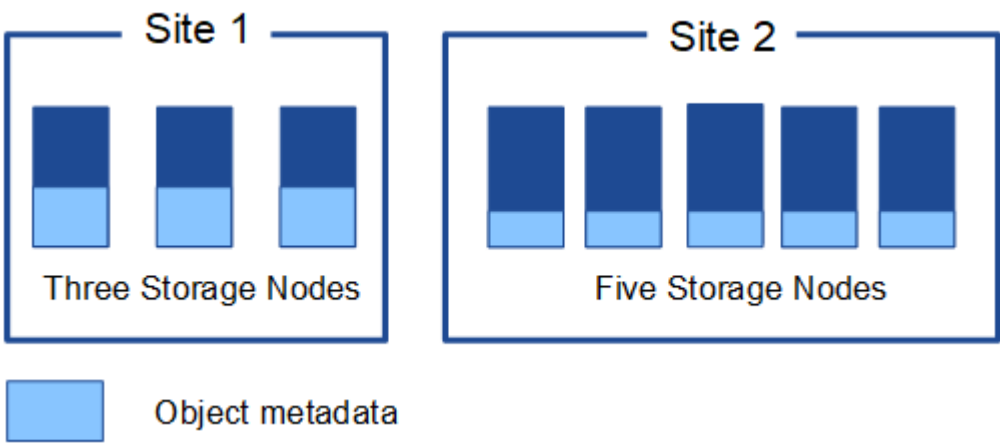 Site 1
Site 2
Three Storage Nodes
Five Storage Nodes
Object metadata